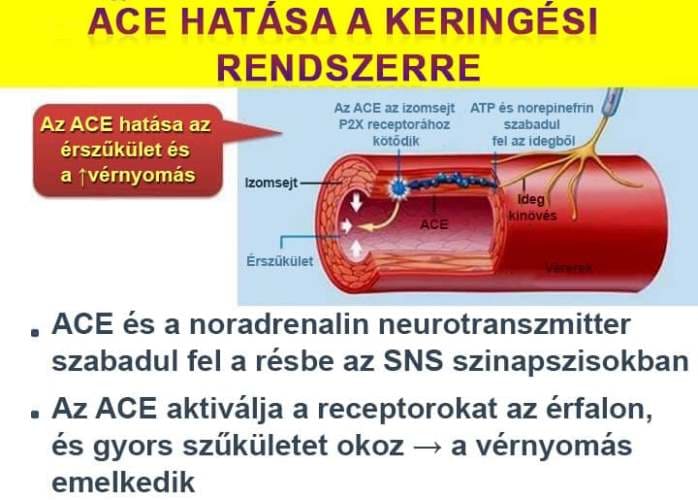 ACE HATÁSA A KERINGÉSI
RENDSZERRE
Az ACE hatása az
érszűkület és
a ↑vérnyomás
Az ACE az izomsejt
P2X receptorához
kötődik
ATP és norepinefrin
szabadul
fel az idegből
Izomsejt
ACE
Ideg
kinövés
Érszűkület
Vérerek
. ACE és a noradrenalin neurotranszmitter
szabadul fel a résbe az SNS szinapszisokban
. Az ACE aktiválja a receptorokat az érfalon,
és gyors szűkületet okoz → a vérnyomás
emelkedik